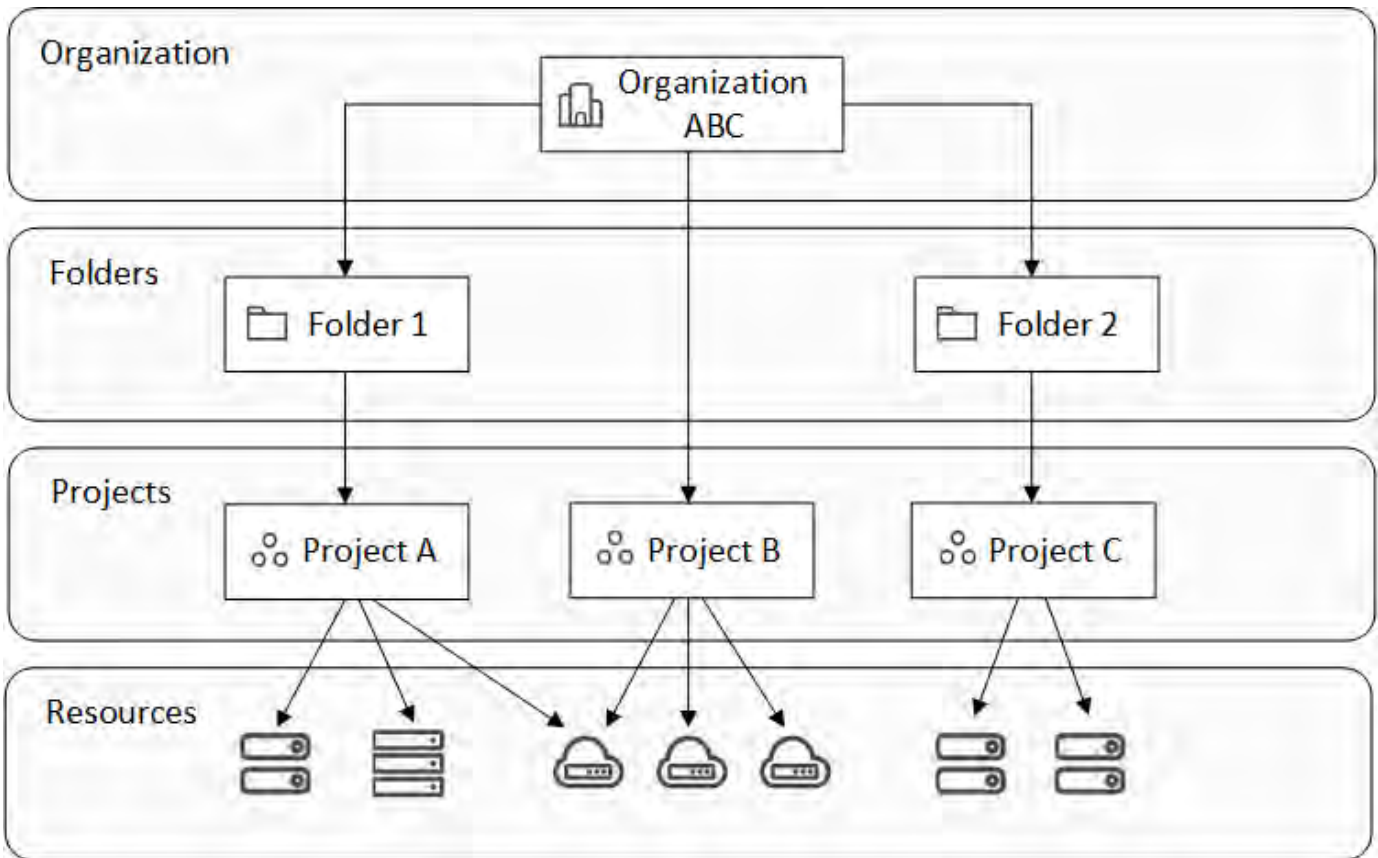 Organization
Organization
ABC
Folders
Folder 1
Folder 2
Projects
Project A
Project B
Project C
Resources